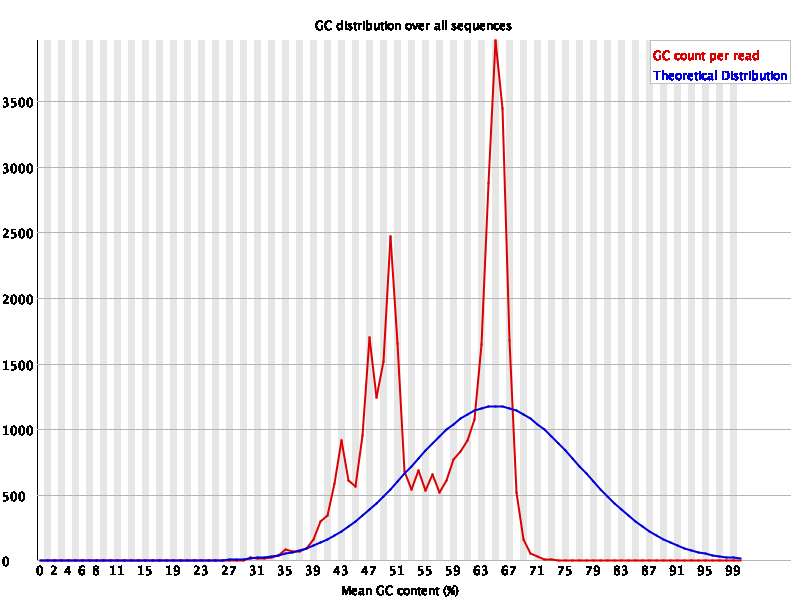 GC distribution over all sequences
GC count per read
Theoretical Distribution
3500
3000
2500
2000
1500
1000
500
0
0 2 4 6 8 11 15 19 23 27 31 35 39 43 47 51 55 59 63 67 71 75 79 83 87 91 95 99
Mean GC content (%)